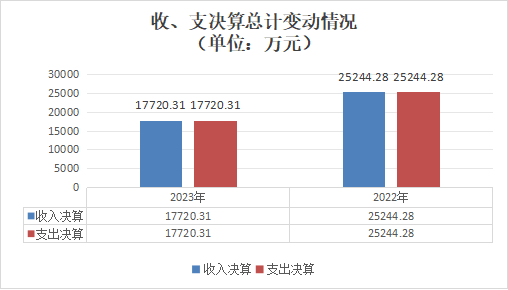 收、支决算总计变动情况
（单位：万元）
30000
25000
20000
15000
10000
5000
0
17720.31 17720.31
25244.28 25244.28
2023年 2022年
收入决算 17720.31 25244.28
支出决算 17720.31 25244.28
收入决算 支出决算